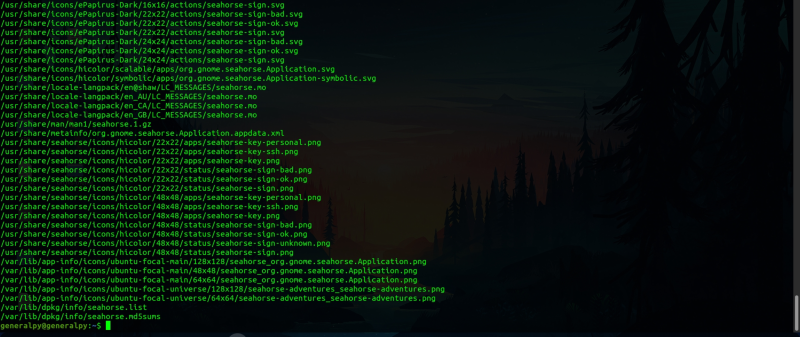 /usr/share/icons/ePapirus-Dark/16x16/actions/seahorse-sign.svg
/usr/share/icons/ePapirus-Dark/22x22/actions/seahorse-sign-bad.svg
/usr/share/icons/ePapirus-Dark/22x22/actions/seahorse-sign-ok.svg
/usr/share/icons/ePapirus-Dark/22x22/actions/seahorse-sign.svg
/usr/share/icons/ePapirus-Dark/24x24/actions/seahorse-sign-bad.svg
/usr/share/icons/ePapirus-Dark/24x24/actions/seahorse-sign-ok.svg
/usr/share/icons/ePapirus-Dark/24x24/actions/seahorse-sign.svg
/usr/share/icons/hicolor/scalable/apps/org.gnome.seahorse.Application.svg
/usr/share/icons/hicolor/symbolic/apps/org.gnome.seahorse.Application-symbolic.svg
/usr/share/locale-langpack/en@shaw/LC_MESSAGES/seahorse.mo
/usr/share/locale-langpack/en_AU/LC_MESSAGES/seahorse.mo
/usr/share/locale-langpack/en_CA/LC_MESSAGES/seahorse.mo
/usr/share/locale-langpack/en_GB/LC_MESSAGES/seahorse.mo
/usr/share/man/man1/seahorse.1.gz
/usr/share/metainfo/org.gnome.seahorse.Application.appdata.xml
/usr/share/seahorse/icons/hicolor/22x22/apps/seahorse-key-personal.png
/usr/share/seahorse/icons/hicolor/22x22/apps/seahorse-key-ssh.png
/usr/share/seahorse/icons/hicolor/22x22/apps/seahorse-key.png
/usr/share/seahorse/icons/hicolor/22x22/status/seahorse-sign-bad.png
/usr/share/seahorse/icons/hicolor/22x22/status/seahorse-sign-ok.png
/usr/share/seahorse/icons/hicolor/22x22/status/seahorse-sign.png
/usr/share/seahorse/icons/hicolor/48x48/apps/seahorse-key-personal.png
/usr/share/seahorse/icons/hicolor/48x48/apps/seahorse-key-ssh.png
/usr/share/seahorse/icons/hicolor/48x48/apps/seahorse-key.png
/usr/share/seahorse/icons/hicolor/48x48/status/seahorse-sign-bad.png
/usr/share/seahorse/icons/hicolor/48x48/status/seahorse-sign-ok.png
/usr/share/seahorse/icons/hicolor/48x48/status/seahorse-sign-unknown.png
/usr/share/seahorse/icons/hicolor/48x48/status/seahorse-sign.png
/var/lib/app-info/icons/ubuntu-focal-main/128x128/seahorse_org.gnome.seahorse.Application.png
/var/lib/app-info/icons/ubuntu-focal-main/48x48/seahorse_org.gnome.seahorse.Application.png
/var/lib/app-info/icons/ubuntu-focal-main/64x64/seahorse_org.gnome.seahorse.Application.png
/var/lib/app-info/icons/ubuntu-focal-universe/128x128/seahorse-adventures_seahorse-adventures.png
/var/lib/app-info/icons/ubuntu-focal-universe/64x64/seahorse-adventures_seahorse-adventures.png
/var/lib/dpkg/info/seahorse.list
/var/lib/dpkg/info/seahorse.md5sums
generalpy@generalpy:~$